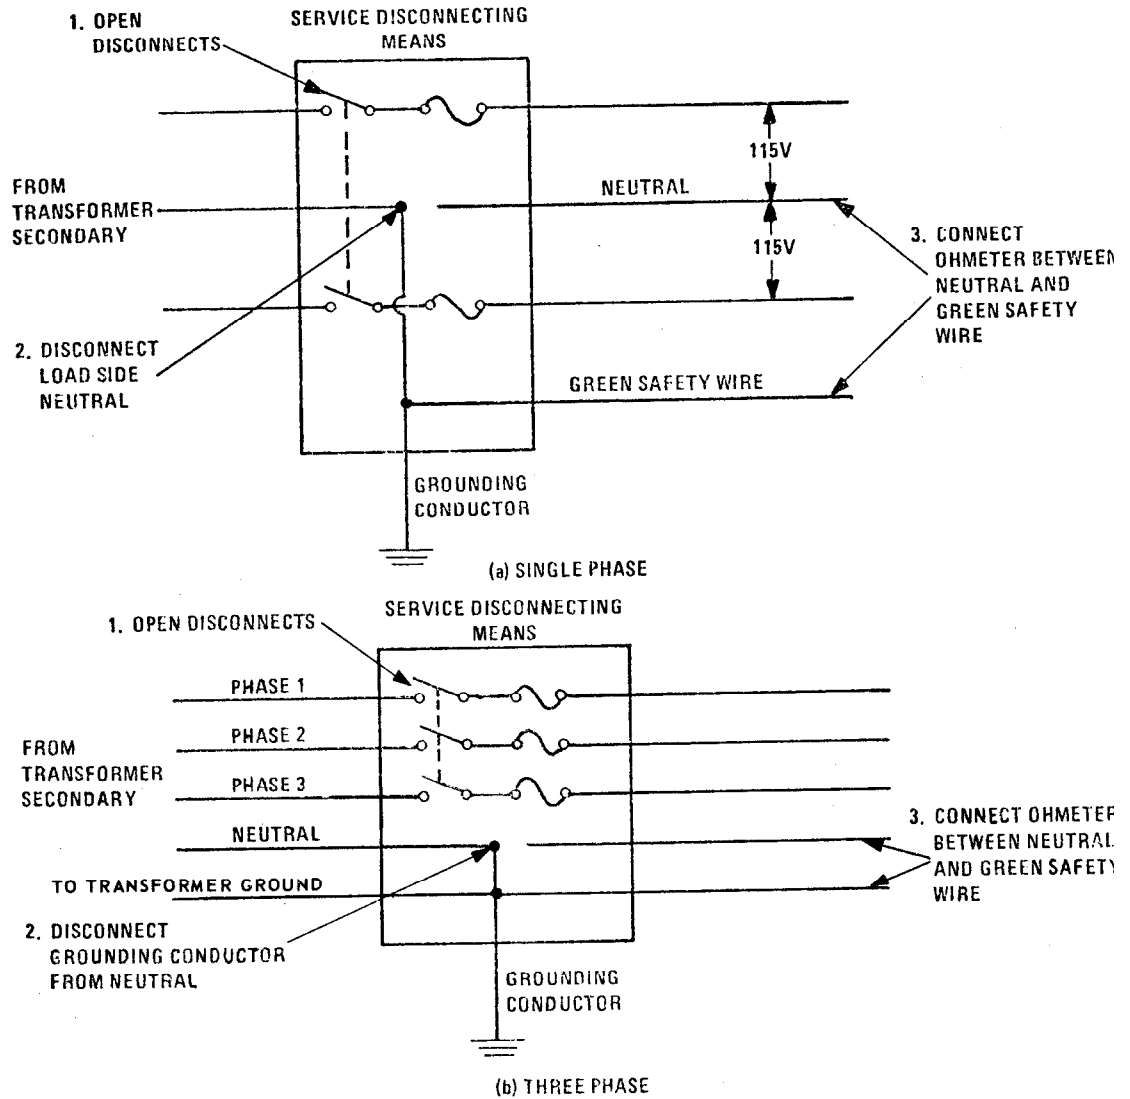 1. OPEN
DISCONNECTS
SERVICE DISCONNECTING
MEANS
115V
FROM
TRANSFORMER
SECONDARY
NEUTRAL
115V
3. CONNECT
OHMETER BETWEEN
NEUTRAL AND
GREEN SAFETY
WIRE
2. DISCONNECT
LOAD SIDE
NEUTRAL
GREEN SAFETY WIRE
GROUNDING
CONDUCTOR
(a) SINGLE PHASE
1. OPEN DISCONNECTS
SERVICE DISCONNECTING
MEANS
PHASE 1
PHASE 2
FROM
TRANSFORMER
SECONDARY
PHASE 3
NEUTRAL
TO TRANSFORMER GROUND
3. CONNECT OHMETER
BETWEEN NEUTRAL
AND GREEN SAFETY
WIRE
2. DISCONNECT
GROUNDING CONDUCTOR
FROM NEUTRAL
GROUNDING
CONDUCTOR
(b) THREE PHASE